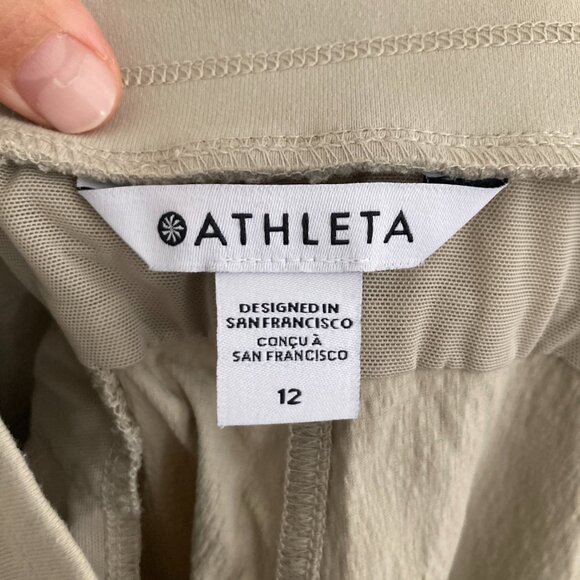 ATHLETA
DESIGNED IN
SAN FRANCISCO
CONÇU À
SAN FRANCISCO
12